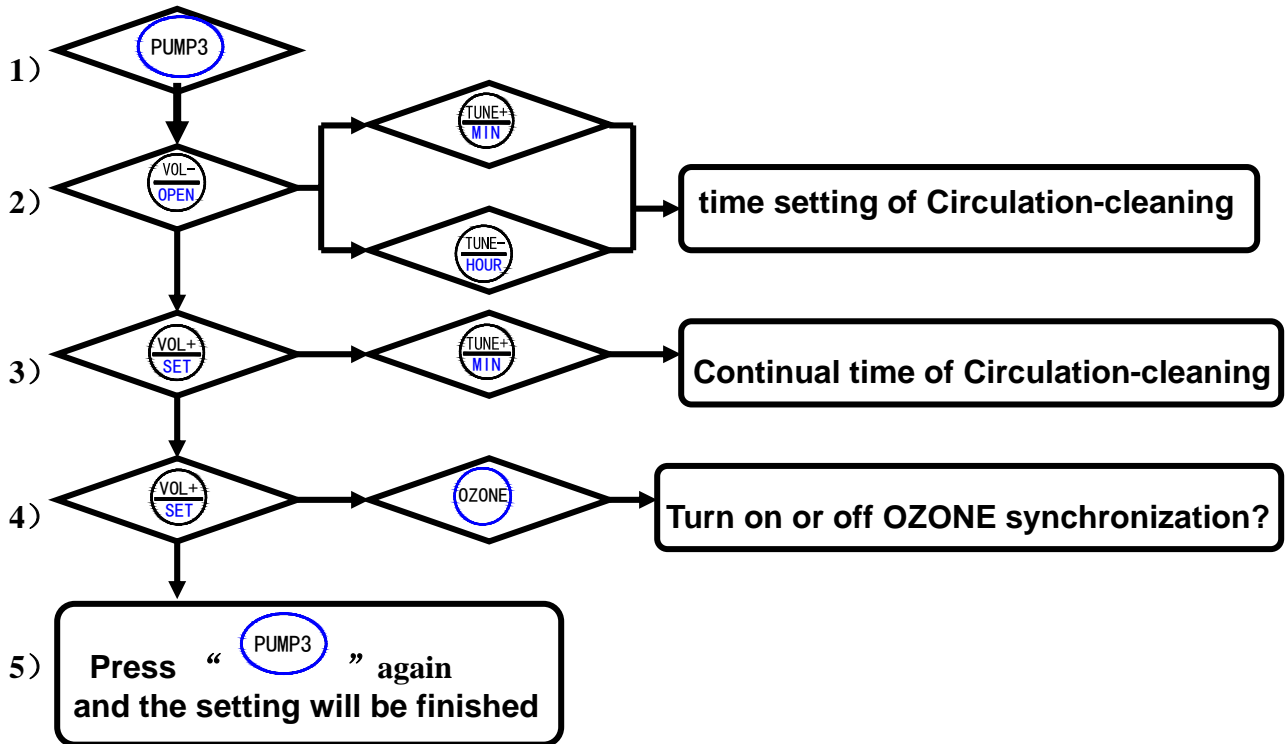 1） PUMP3
2） VOL-
OPEN
TUNE+
MIN
TUNE-
HOUR
time setting of Circulation-cleaning
3） VOL+
SET
TUNE+
MIN
Continual time of Circulation-cleaning
4） VOL+
SET
OZONE
Turn on or off OZONE synchronization?
5） Press “ PUMP3 ” again
and the setting will be finished